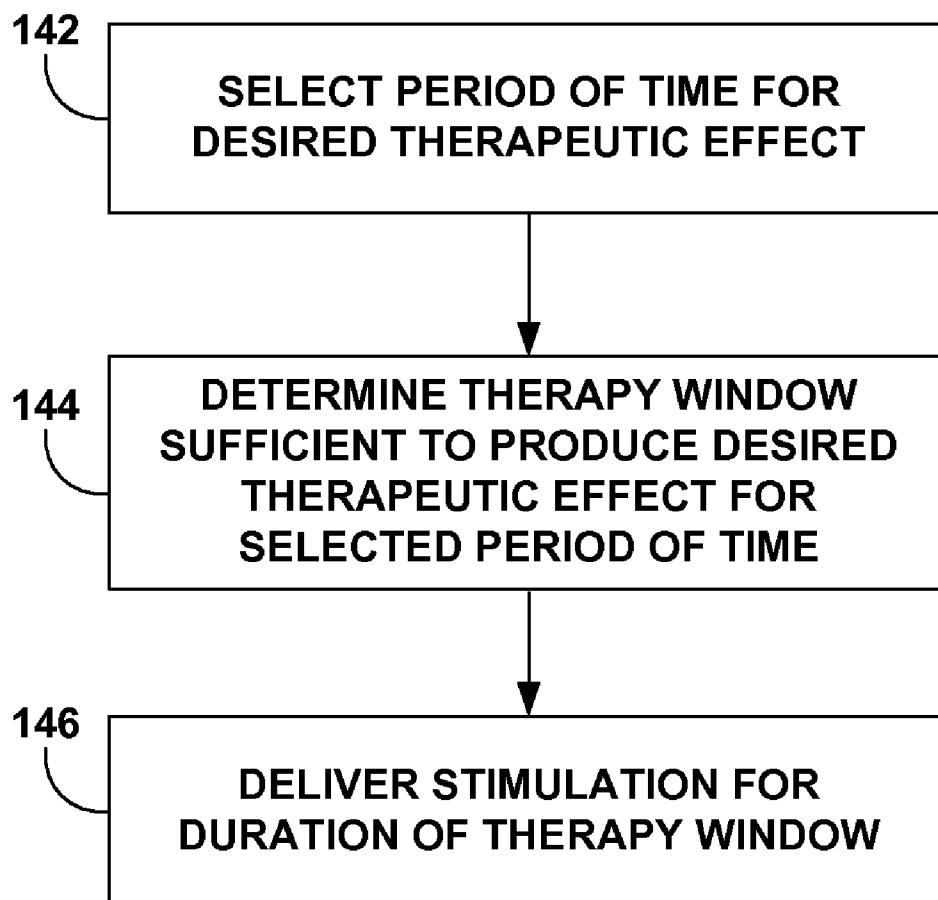 142
SELECT PERIOD OF TIME FOR
DESIRED THERAPEUTIC EFFECT
144
DETERMINE THERAPY WINDOW
SUFFICIENT TO PRODUCE DESIRED
THERAPEUTIC EFFECT FOR
SELECTED PERIOD OF TIME
146
DELIVER STIMULATION FOR
DURATION OF THERAPY WINDOW